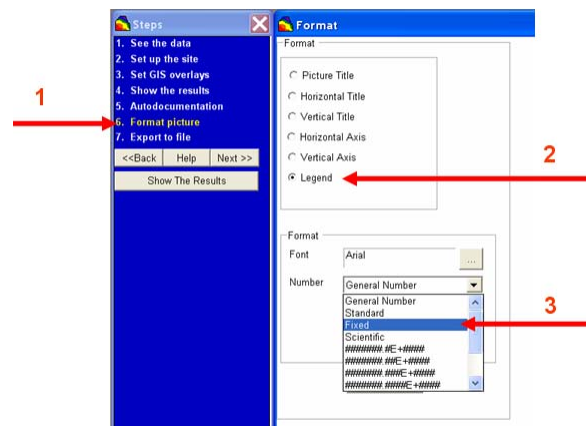 Steps
1. See the data
2. Set up the site
3. Set GIS overlays
4. Show the results
5. Autodocumentation
6. Format picture
7. Export to file
<<Back Help Next >>
Show The Results
1
Format
Format
Picture Title
Horizontal Title
Vertical Title
Horizontal Axis
Vertical Axis
Legend
2
Format
Font Arial ...
Number General Number
General Number
Standard
Fixed
Scientific
#######.#E+####
#######.##E+####
#######.###E+####
#######.####E+####
3